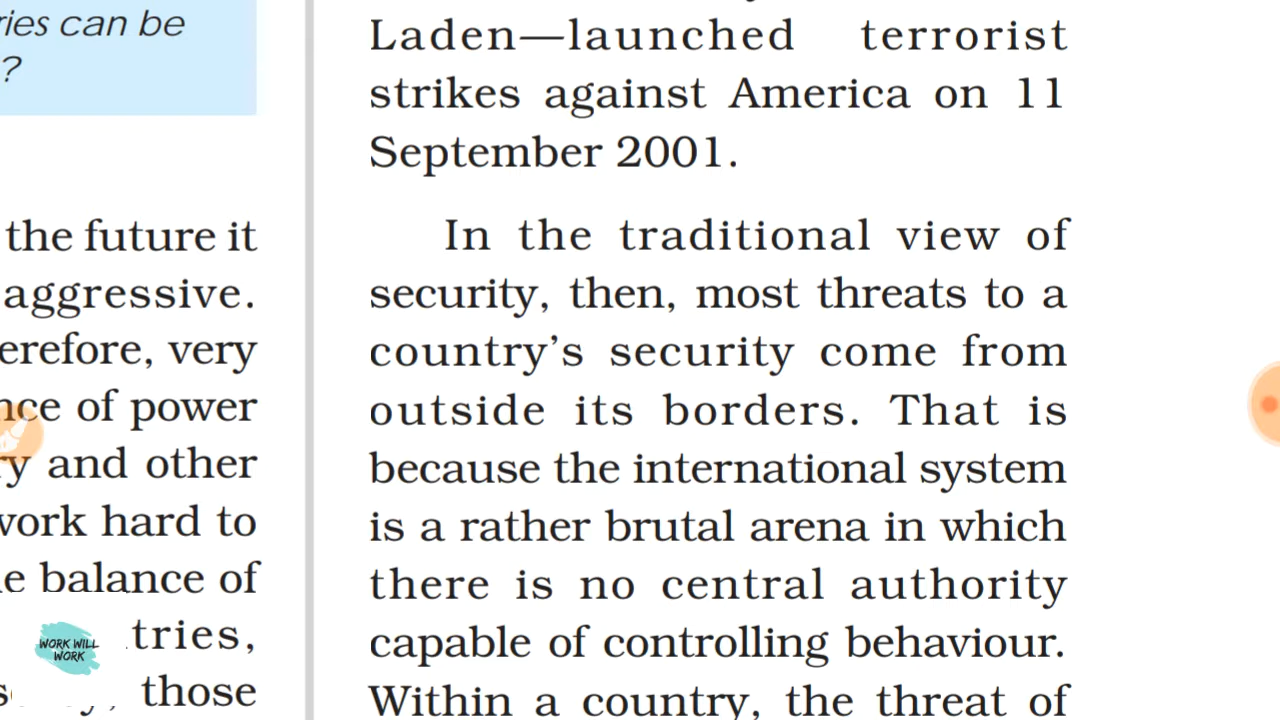 ries can be
?
the future it
aggressive.
erefore, very
nce of power
ry and other
work hard to
e balance of
tries,
those
WORK WILL
WORK
Laden—launched terrorist
strikes against America on 11
September 2001.
In the traditional view of
security, then, most threats to a
country's security come from
outside its borders. That is
because the international system
is a rather brutal arena in which
there is no central authority
capable of controlling behaviour.
Within a country, the threat of